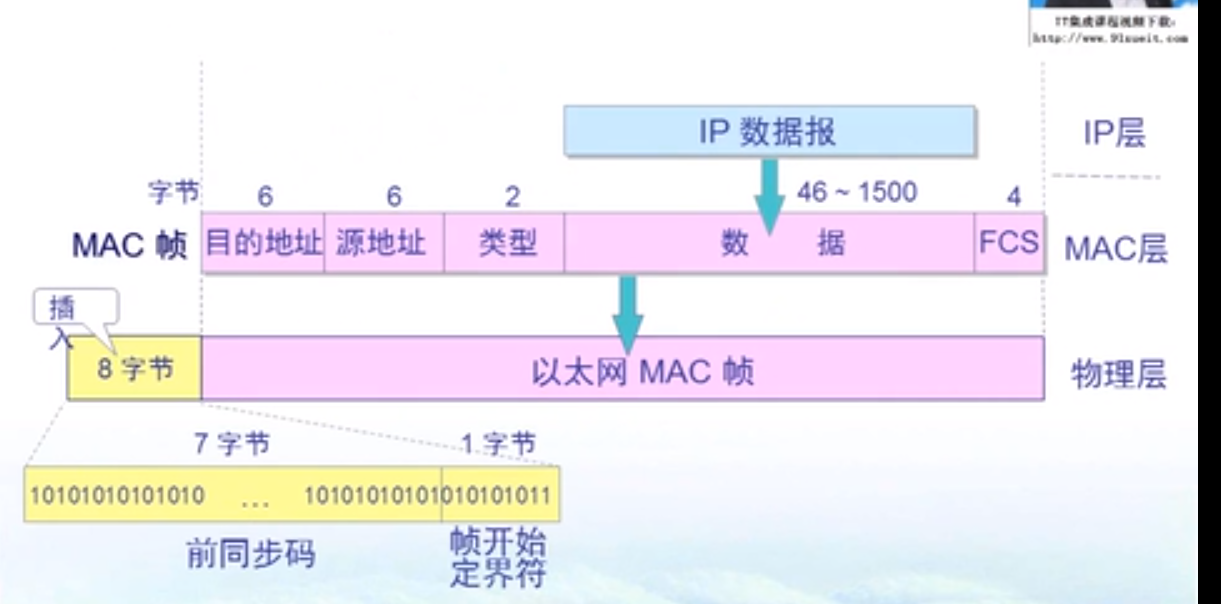 IT集成课程视频下载:
http://www.91xueit.com
IP 数据报
IP层
字节
6
6
2
46 ~ 1500
4
MAC 帧
目的地址
源地址
类型
数 据
FCS
MAC层
插
入
8 字节
以太网 MAC 帧
物理层
7 字节
1 字节
10101010101010 ... 10101010101010101011
前同步码
帧开始
定界符